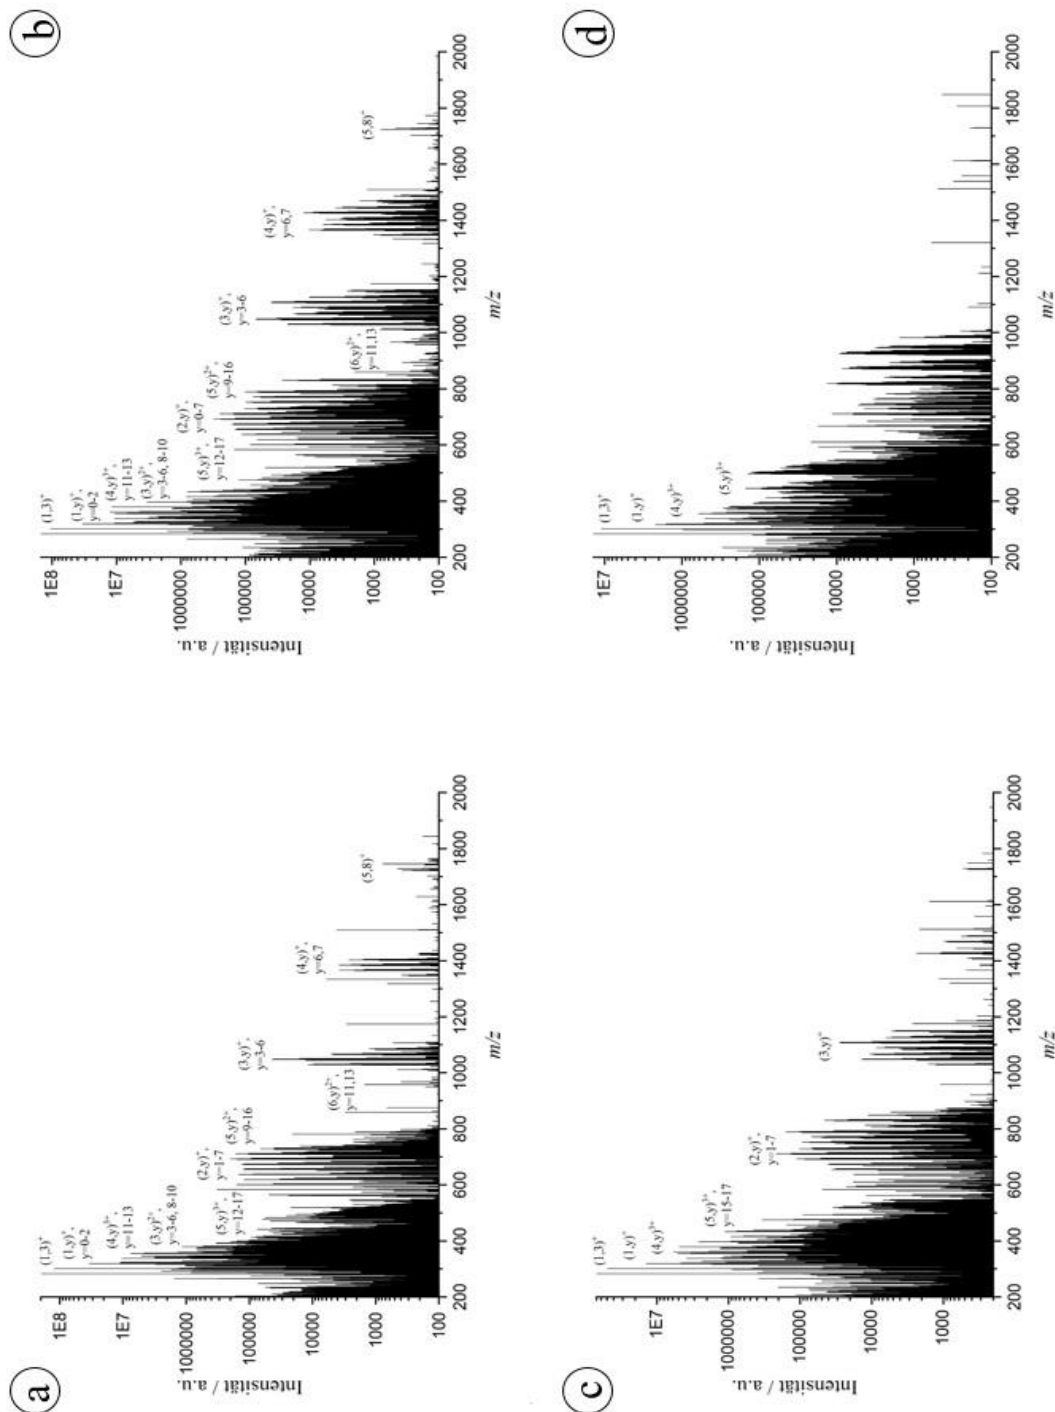 a
Intensität / a.u.
1E8
1E7
1000000
100000
10000
1000
100
(1,3)⁺
(1,y)⁺,
y=0-2
(4,y)³⁺,
y=11-13
(3,y)²⁺,
y=3-6, 8-10
(5,y)³⁺,
y=12-17
(2,y)⁺,
y=1-7
(5,y)²⁺,
y=9-16
(6,y)²⁺,
y=11,13
(3,y)⁺,
y=3-6
(4,y)⁺,
y=6,7
(5,8)⁺
200 400 600 800 1000 1200 1400 1600 1800 2000
m/z
b
Intensität / a.u.
1E8
1E7
1000000
100000
10000
1000
100
(1,3)⁺
(1,y)⁺,
y=0-2
(4,y)³⁺,
y=11-13
(3,y)²⁺,
y=3-6, 8-10
(5,y)³⁺,
y=12-17
(2,y)⁺,
y=0-7
(5,y)²⁺,
y=9-16
(6,y)²⁺,
y=11,13
(3,y)⁺,
y=3-6
(4,y)⁺,
y=6,7
(5,8)⁺
200 400 600 800 1000 1200 1400 1600 1800 2000
m/z
c
Intensität / a.u.
1E7
1000000
100000
10000
1000
(1,3)⁺
(1,y)⁺
(4,y)³⁺
(5,y)³⁺,
y=15-17
(2,y)⁺,
y=1-7
(3,y)⁺
200 400 600 800 1000 1200 1400 1600 1800 2000
m/z
d
Intensität / a.u.
1E7
1000000
100000
10000
1000
100
(1,3)⁺
(1,y)⁺
(4,y)³⁺
(5,y)³⁺
200 400 600 800 1000 1200 1400 1600 1800 2000
m/z